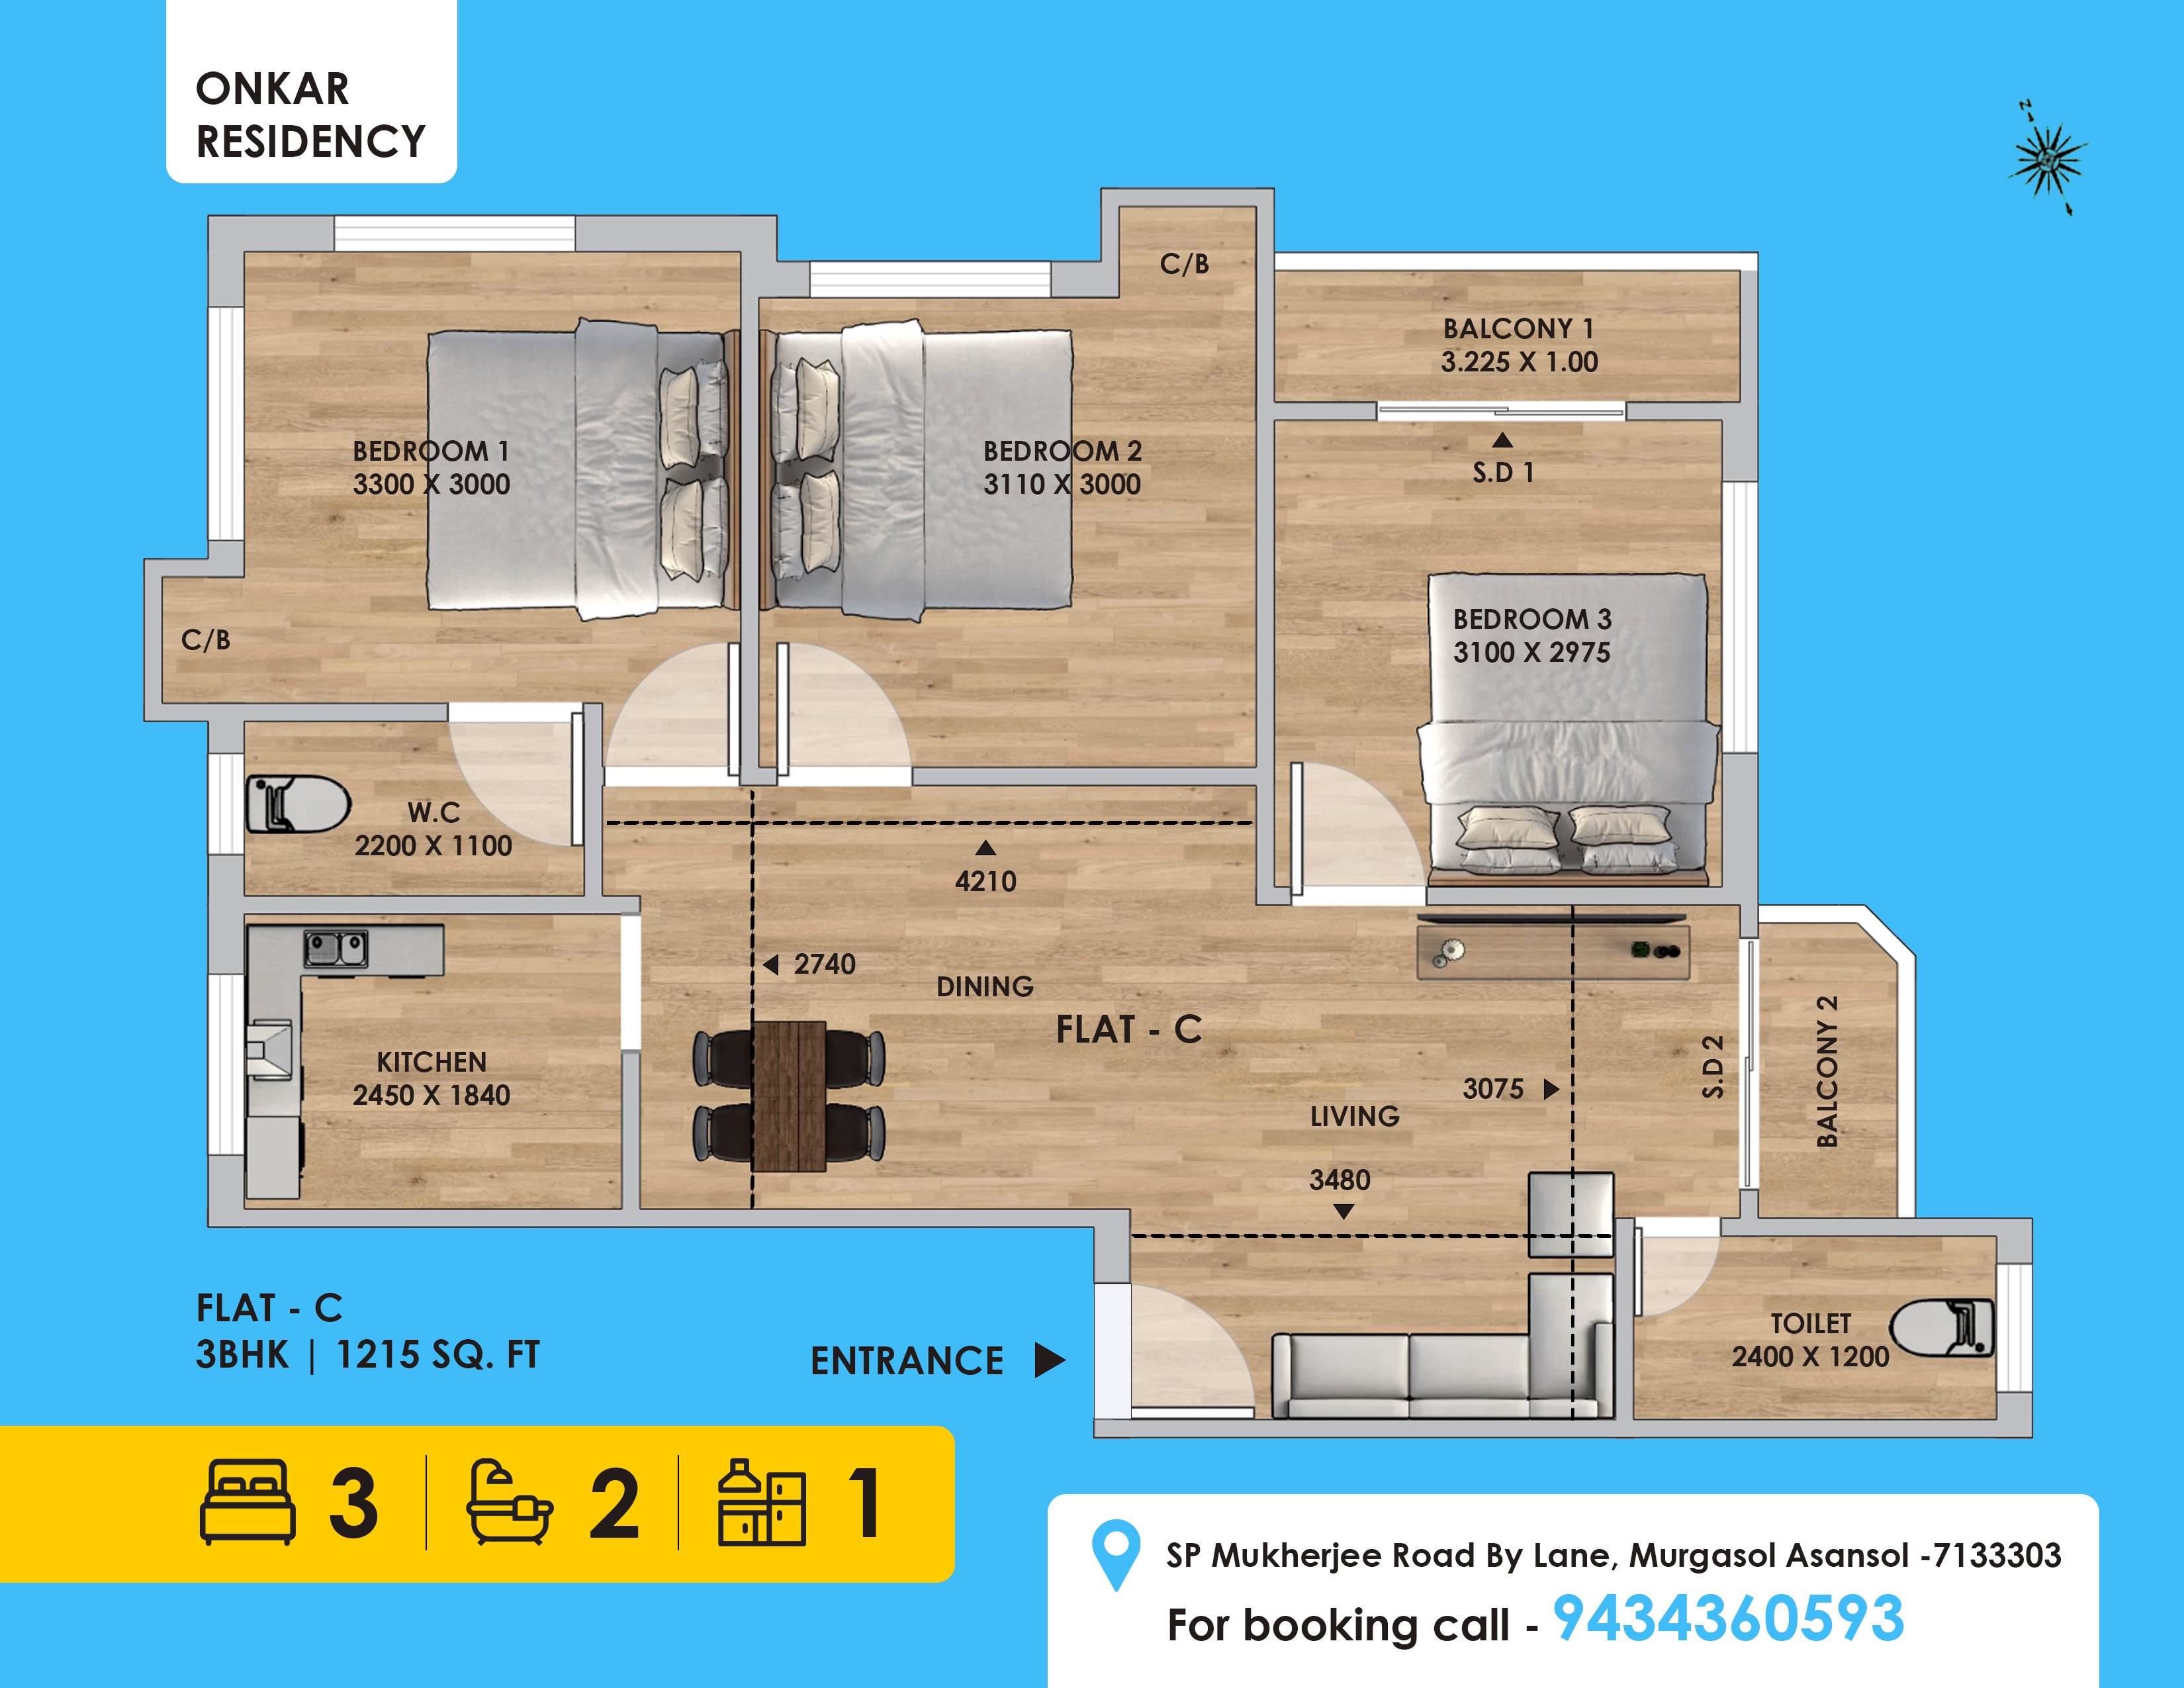 ONKAR
RESIDENCY
N
C/B
BALCONY 1
3.225 X 1.00
BEDROOM 1
3300 X 3000
BEDROOM 2
3110 X 3000
S.D 1
C/B
BEDROOM 3
3100 X 2975
W.C
2200 X 1100
4210
2740
DINING
FLAT - C
KITCHEN
2450 X 1840
3075
S.D 2
BALCONY 2
LIVING
3480
FLAT - C
3BHK | 1215 SQ. FT
ENTRANCE
TOILET
2400 X 1200
3
2
1
SP Mukherjee Road By Lane, Murgasol Asansol -7133303
For booking call - 9434360593